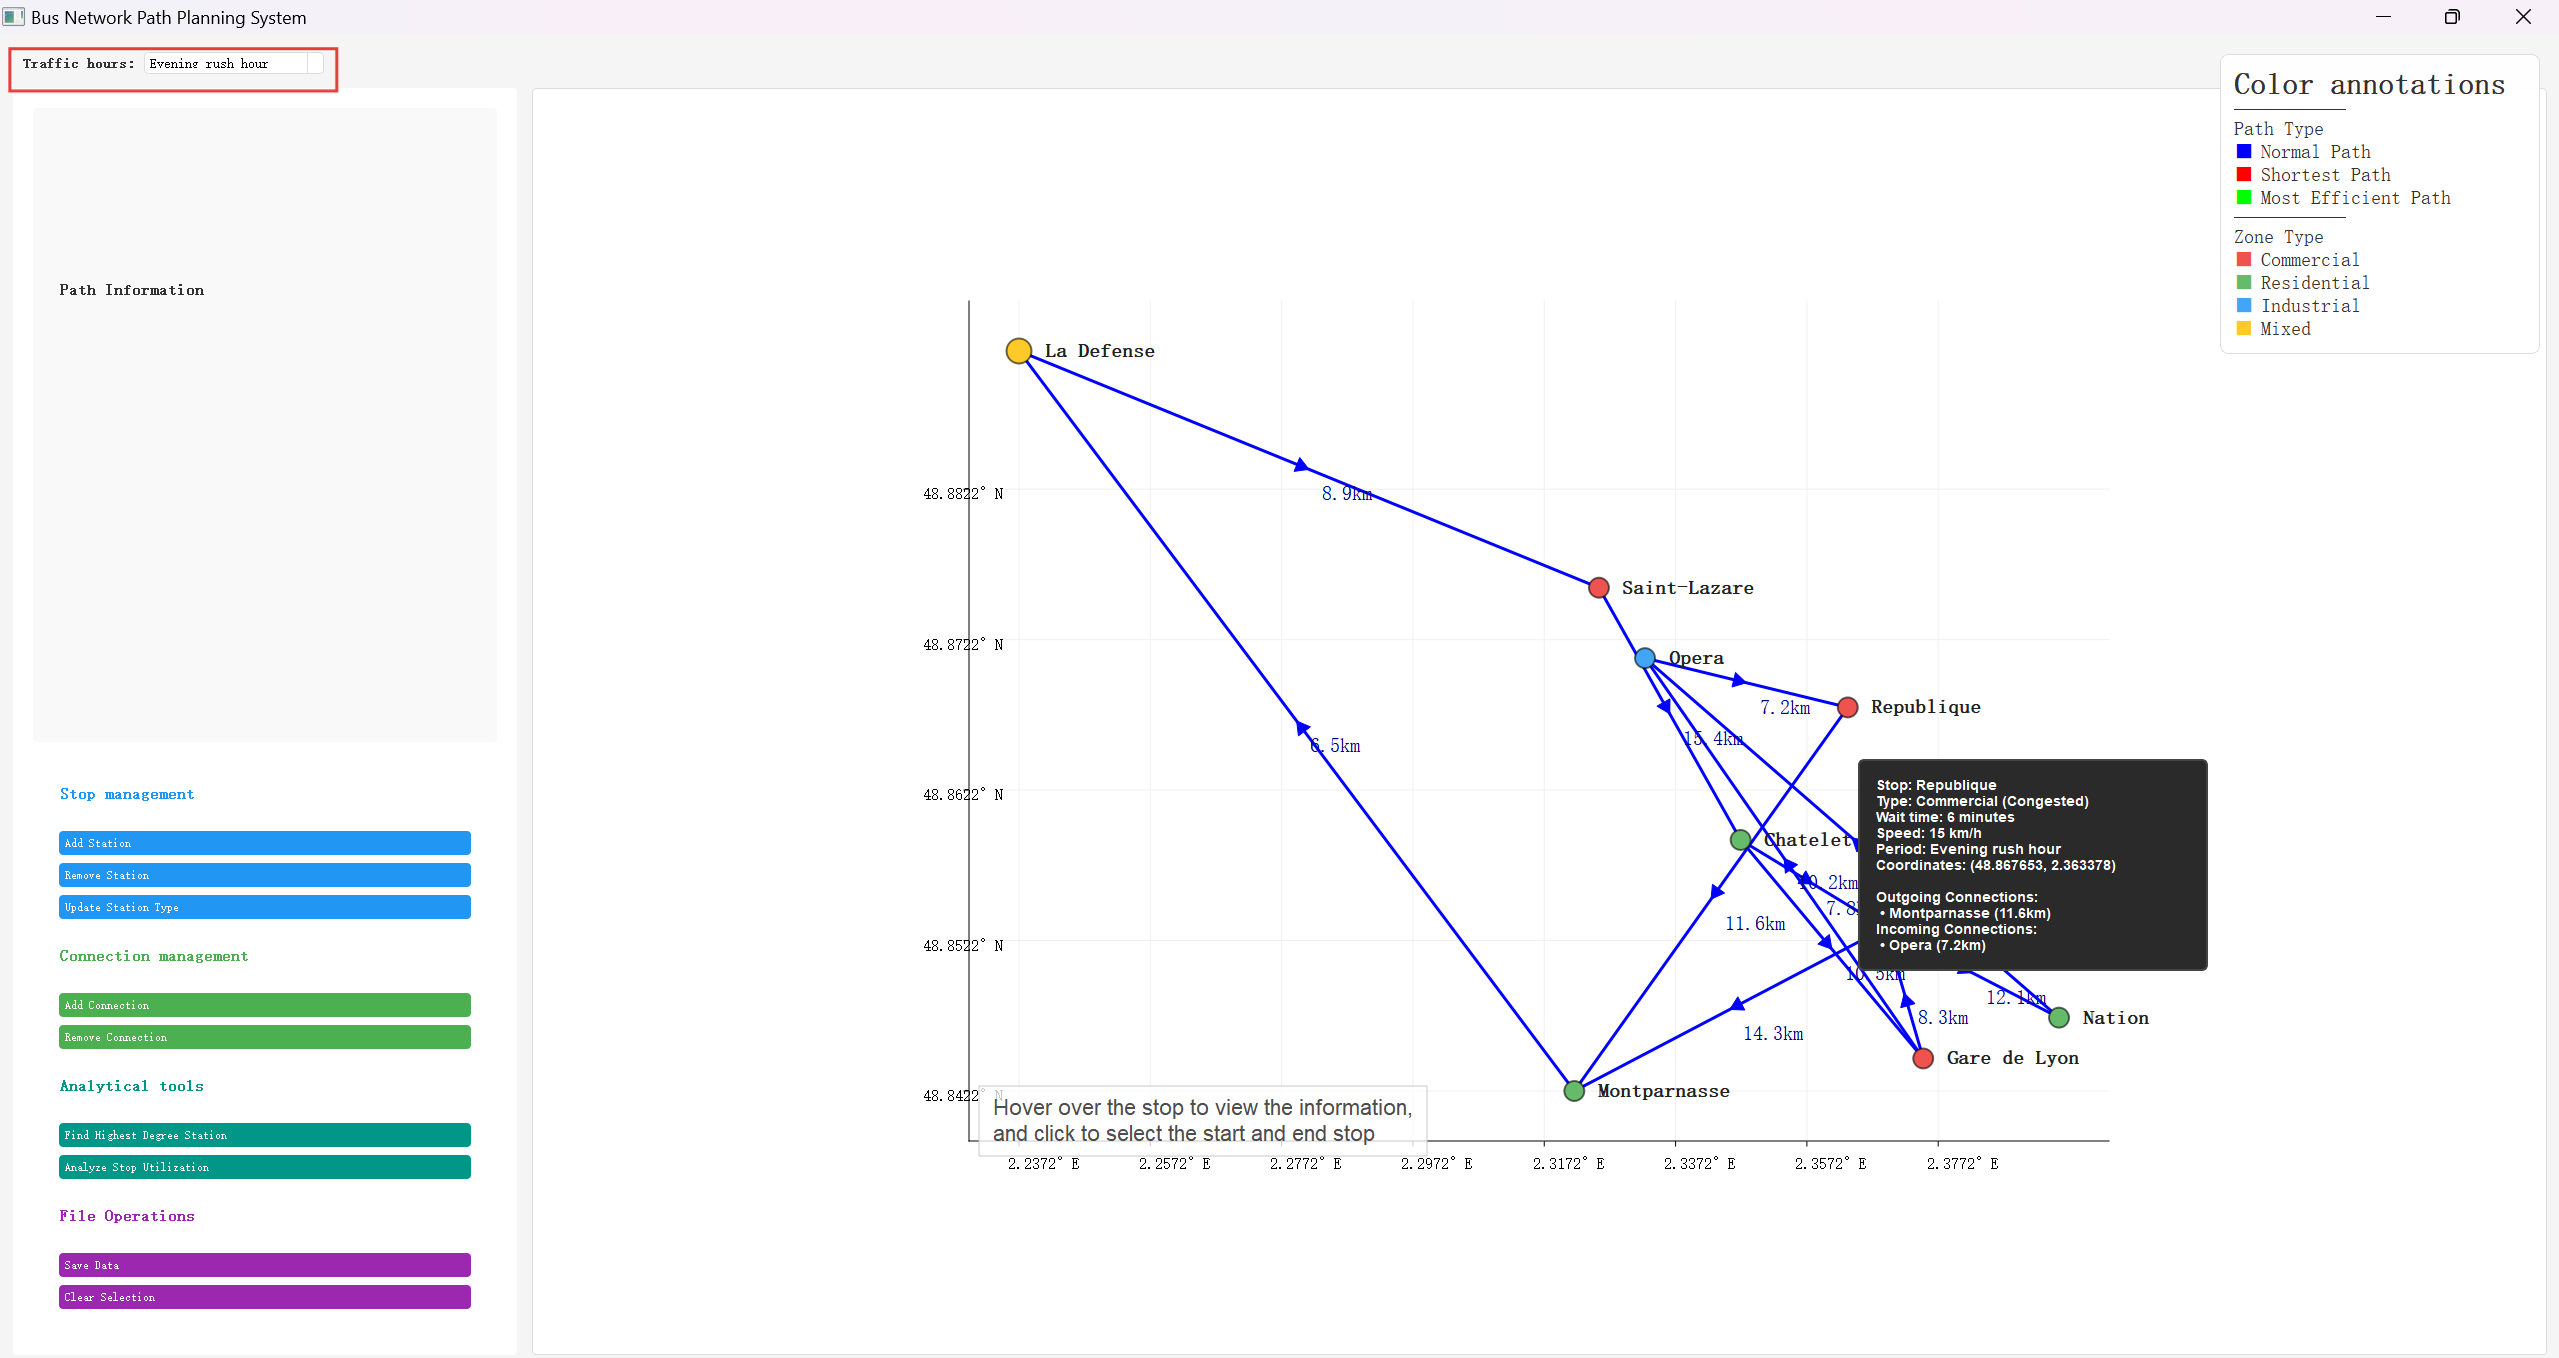 Bus Network Path Planning System
Traffic hours: Evening rush hour
Path Information
Stop management
Add Station
Remove Station
Update Station Type
Connection management
Add Connection
Remove Connection
Analytical tools
Find Highest Degree Station
Analyze Stop Utilization
File Operations
Save Data
Clear Selection
Color annotations
Path Type
Normal Path
Shortest Path
Most Efficient Path
Zone Type
Commercial
Residential
Industrial
Mixed
La Defense
48.8822° N
8.9km
Saint-Lazare
48.8722° N
Opera
Republique
7.2km
15.4km
6.5km
48.8622° N
Chatelet
10.2km
11.6km
48.8522° N
10.5km
12.1km
8.3km
Nation
14.3km
Gare de Lyon
Montparnasse
48.8422° N
Stop: Republique
Type: Commercial (Congested)
Wait time: 6 minutes
Speed: 15 km/h
Period: Evening rush hour
Coordinates: (48.867653, 2.363378)
Outgoing Connections:
• Montparnasse (11.6km)
Incoming Connections:
• Opera (7.2km)
Hover over the stop to view the information,
and click to select the start and end stop
2.2372° E 2.2572° E 2.2772° E 2.2972° E 2.3172° E 2.3372° E 2.3572° E 2.3772° E